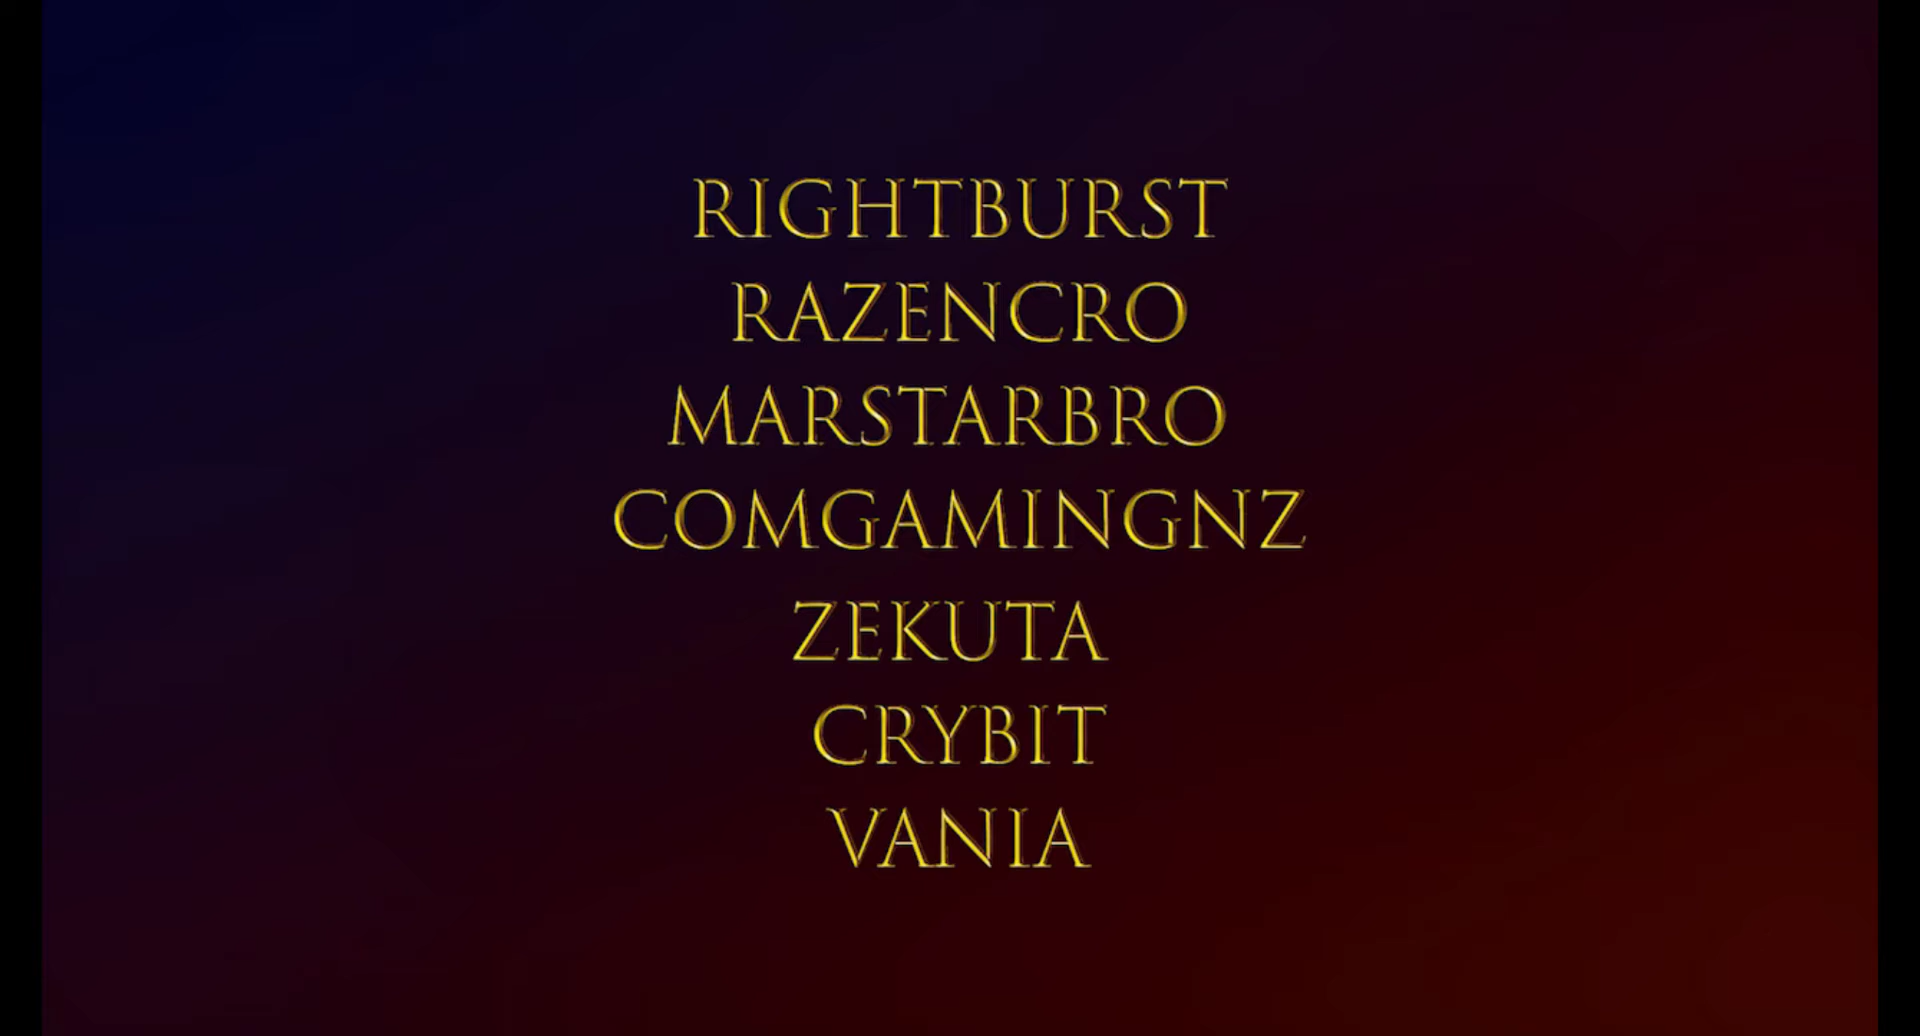 RIGHTBURST
RAZENCRO
MARSTARBRO
COMGAMINGNZ
ZEKUTA
CRYBIT
VANIA